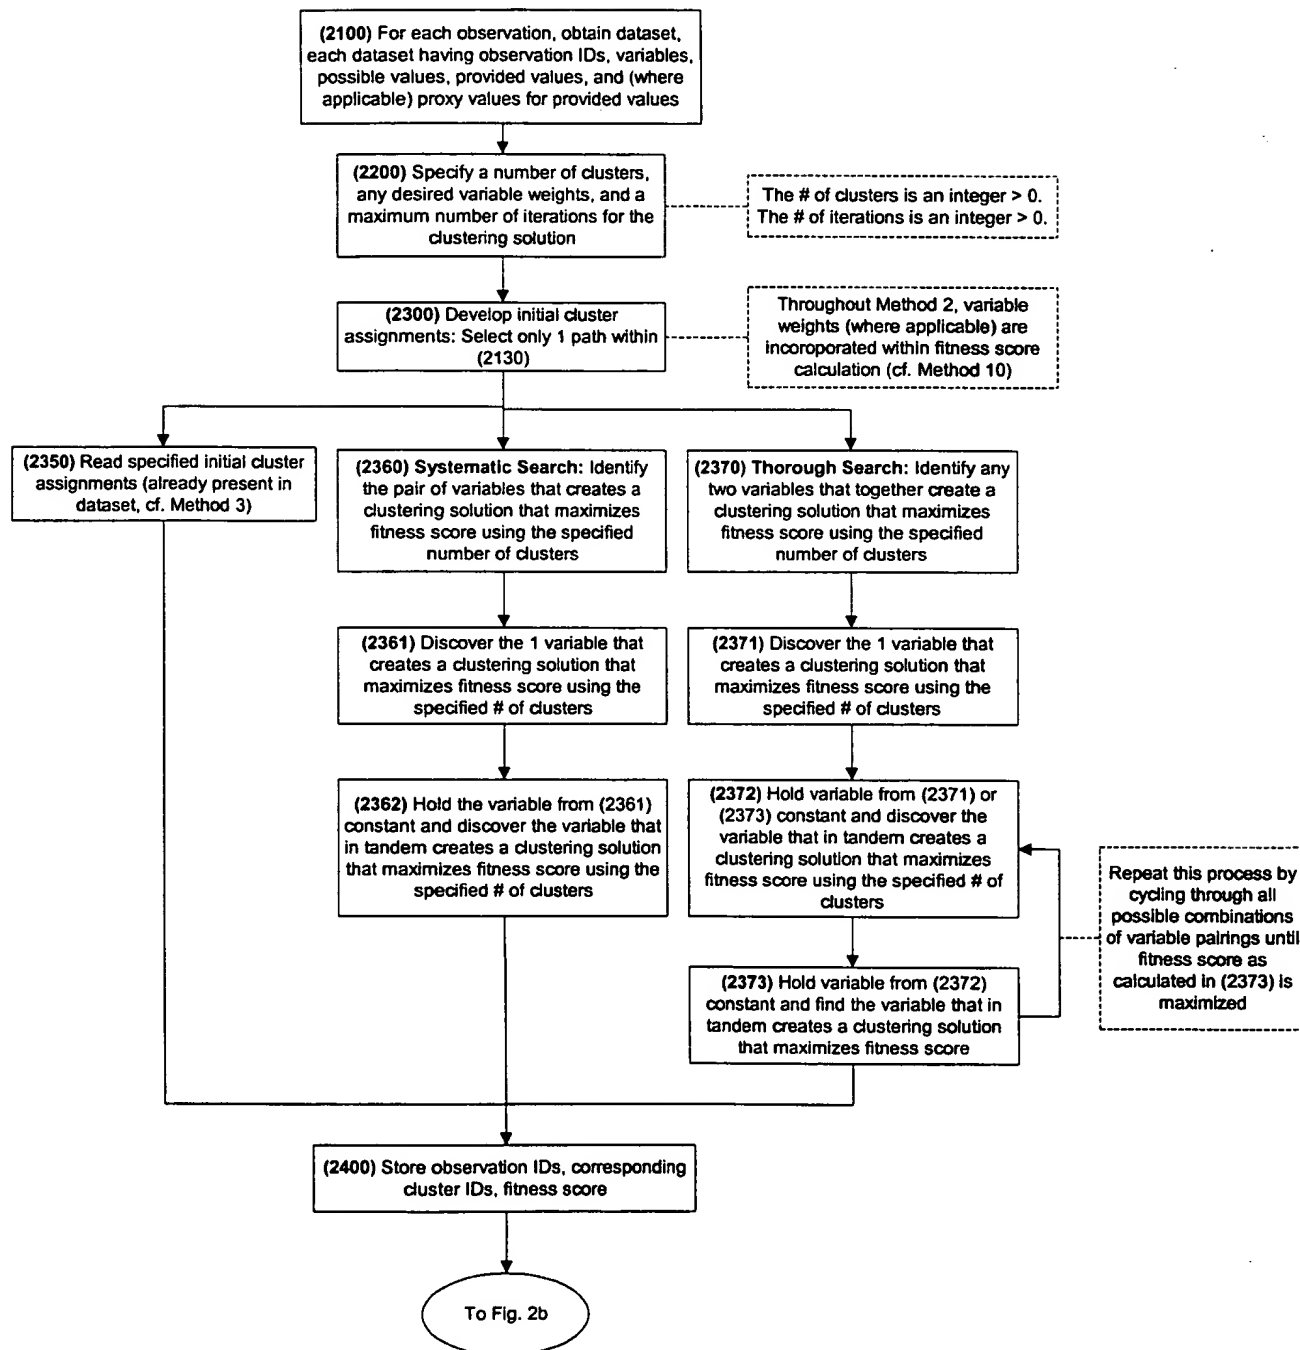 (2100) For each observation, obtain dataset,
each dataset having observation IDs, variables,
possible values, provided values, and (where
applicable) proxy values for provided values
(2200) Specify a number of clusters,
any desired variable weights, and a
maximum number of iterations for the
clustering solution
The # of clusters is an integer > 0.
The # of iterations is an integer > 0.
(2300) Develop initial cluster
assignments: Select only 1 path within
(2130)
Throughout Method 2, variable
weights (where applicable) are
incoroporated within fitness score
calculation (cf. Method 10)
(2350) Read specified initial cluster
assignments (already present in
dataset, cf. Method 3)
(2360) Systematic Search: Identify
the pair of variables that creates a
clustering solution that maximizes
fitness score using the specified
number of clusters
(2370) Thorough Search: Identify any
two variables that together create a
clustering solution that maximizes
fitness score using the specified
number of clusters
(2361) Discover the 1 variable that
creates a clustering solution that
maximizes fitness score using the
specified # of clusters
(2371) Discover the 1 variable that
creates a clustering solution that
maximizes fitness score using the
specified # of clusters
(2362) Hold the variable from (2361)
constant and discover the variable that
in tandem creates a clustering solution
that maximizes fitness score using the
specified # of clusters
(2372) Hold variable from (2371) or
(2373) constant and discover the
variable that in tandem creates a
clustering solution that maximizes
fitness score using the specified # of
clusters
Repeat this process by
cycling through all
possible combinations
of variable pairings until
fitness score as
calculated in (2373) is
maximized
(2373) Hold variable from (2372)
constant and find the variable that in
tandem creates a clustering solution
that maximizes fitness score
(2400) Store observation IDs, corresponding
cluster IDs, fitness score
To Fig. 2b